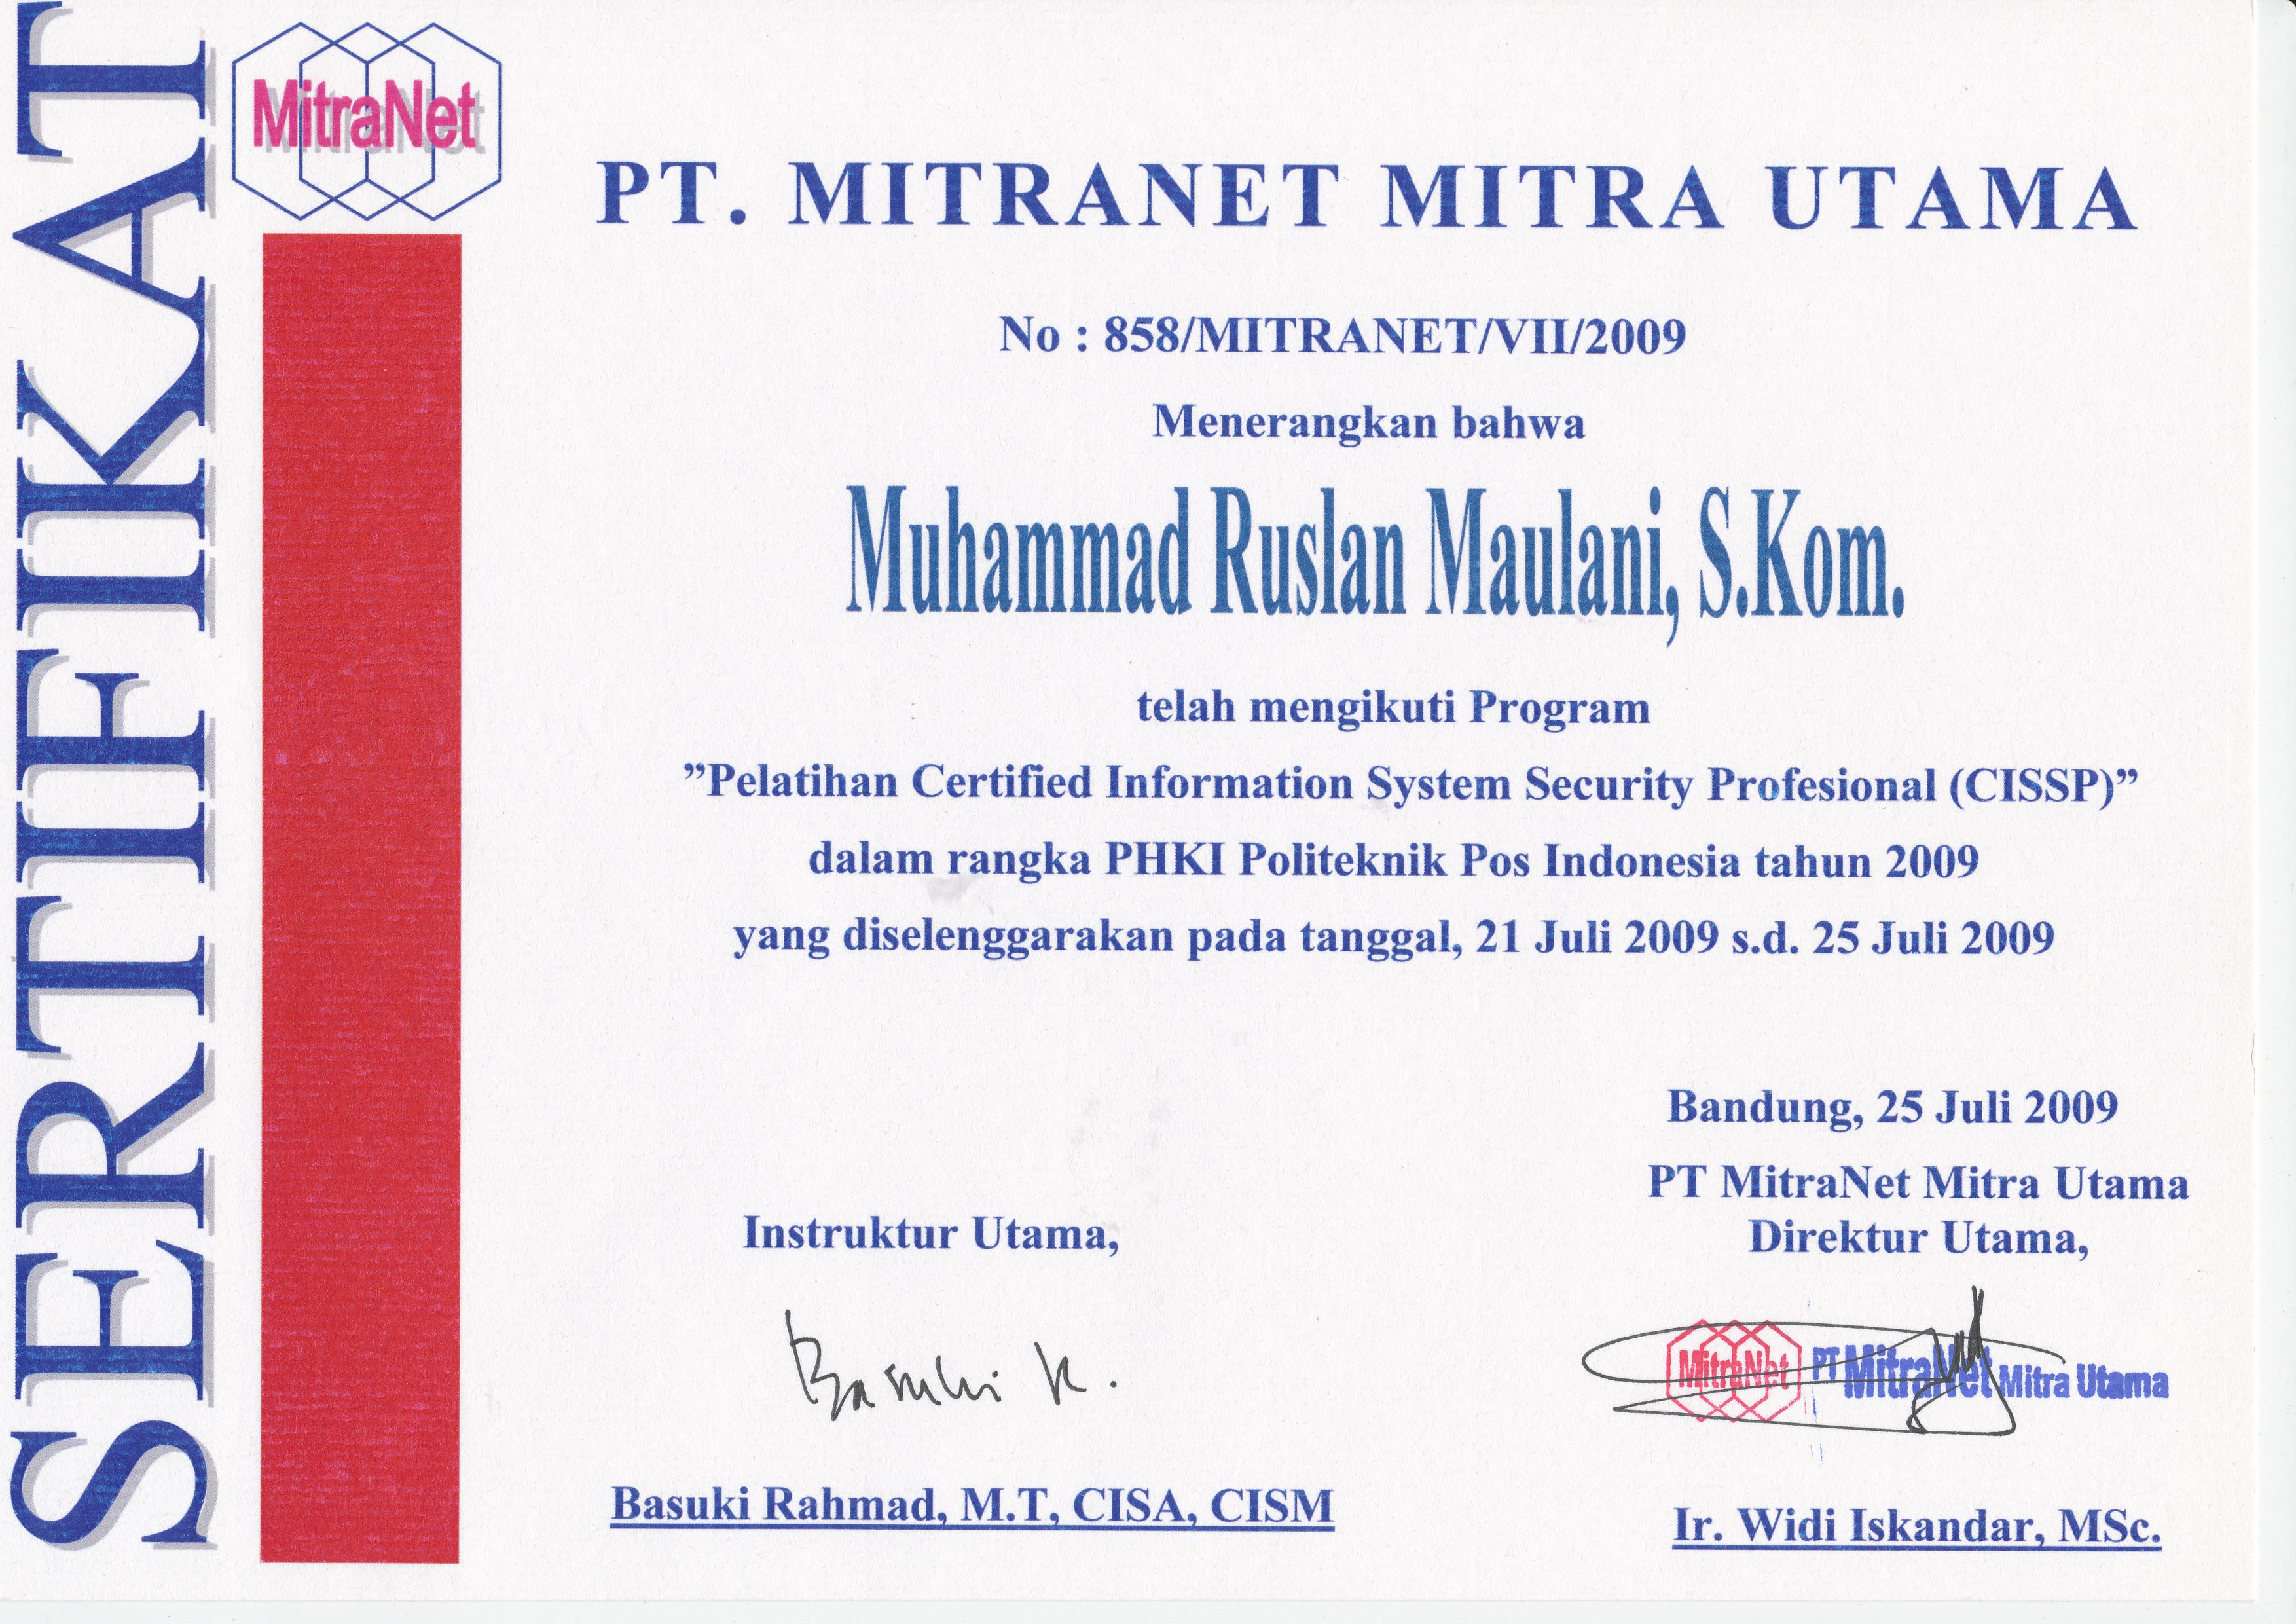 SERTIFIKAT
MitraNet
PT. MITRANET MITRA UTAMA
No : 858/MITRANET/VII/2009
Menerangkan bahwa
Muhammad Ruslan Maulani, S.Kom.
telah mengikuti Program
”Pelatihan Certified Information System Security Profesional (CISSP)”
dalam rangka PHKI Politeknik Pos Indonesia tahun 2009
yang diselenggarakan pada tanggal, 21 Juli 2009 s.d. 25 Juli 2009
Bandung, 25 Juli 2009
PT MitraNet Mitra Utama
Direktur Utama,
Instruktur Utama,
Basuki R.
MitraNet PT MitraNet Mitra Utama
Basuki Rahmad, M.T, CISA, CISM
Ir. Widi Iskandar, MSc.